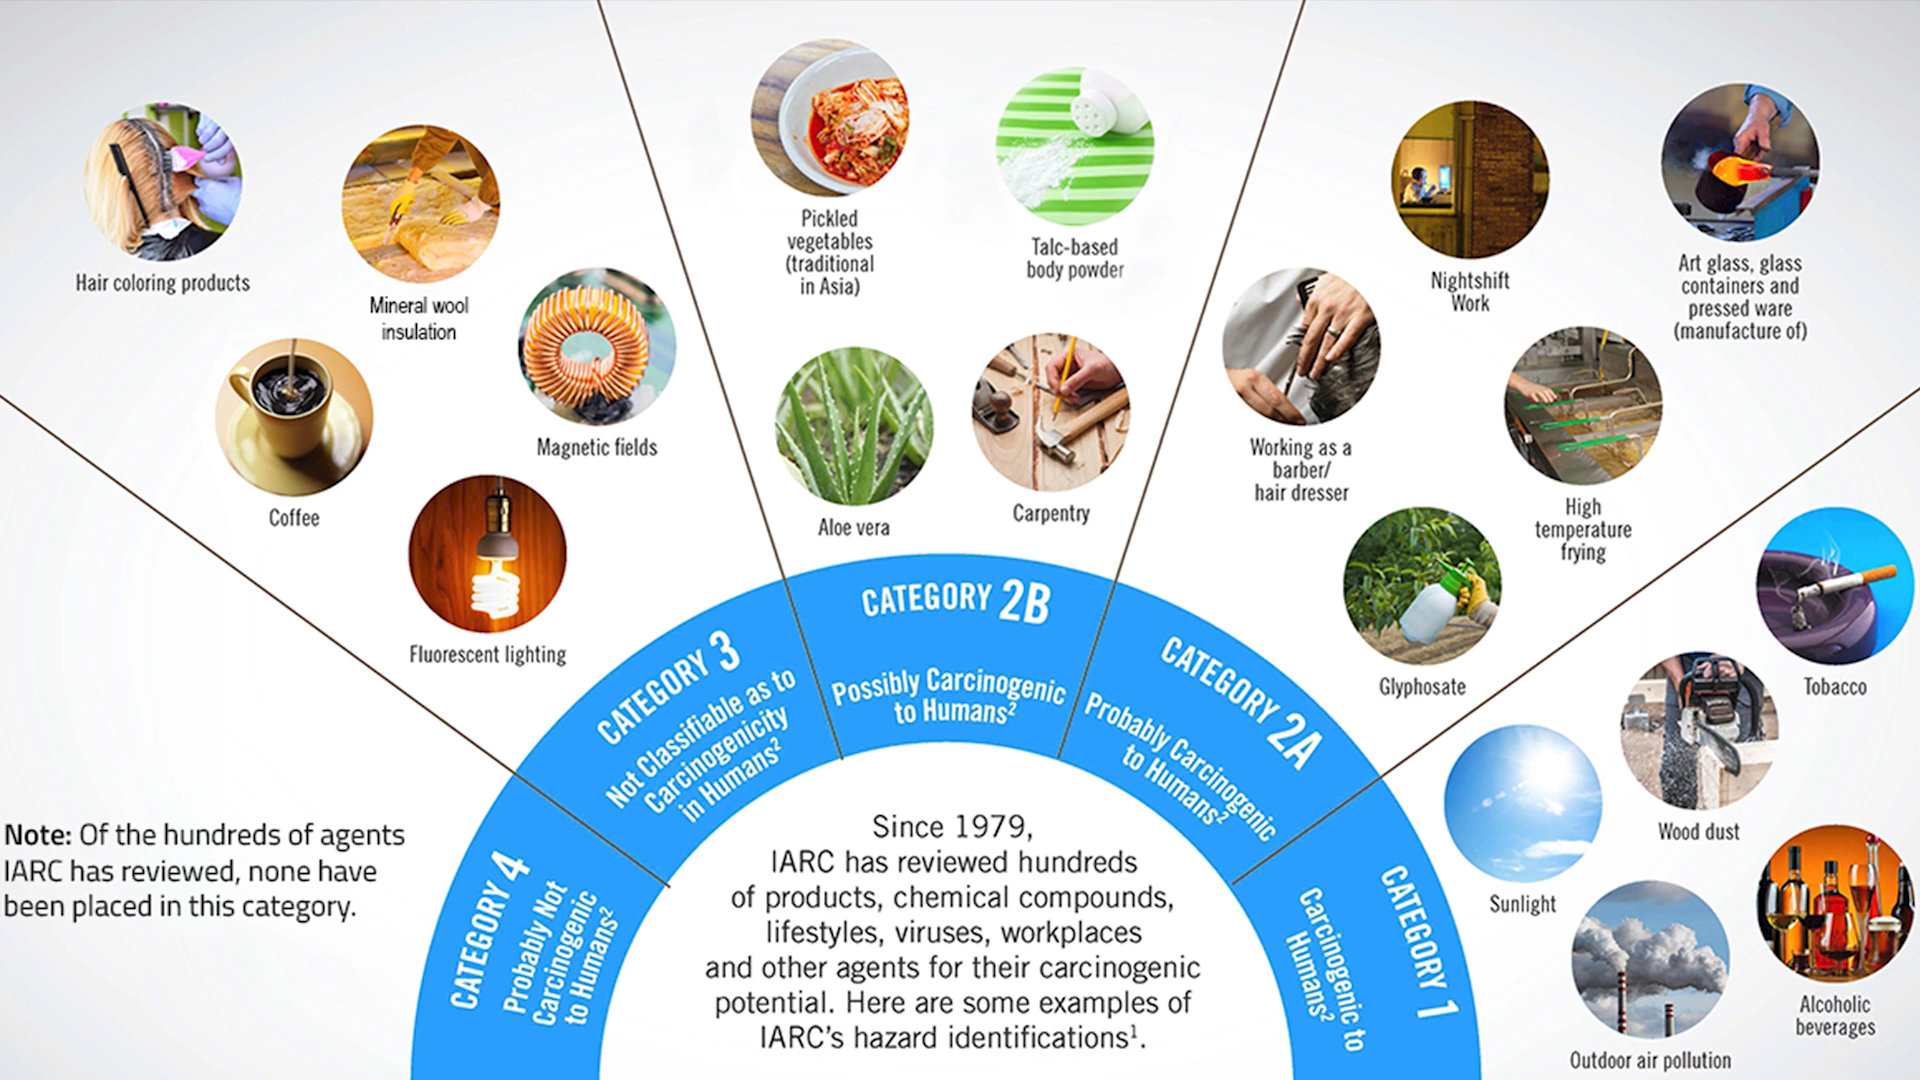 Hair coloring products
Mineral wool
insulation
Magnetic fields
Coffee
Fluorescent lighting
Pickled
vegetables
(traditional
in Asia)
Talc-based
body powder
Aloe vera
Carpentry
Nightshift
Work
Art glass, glass
containers and
pressed ware
(manufacture of)
Working as a
barber/
hair dresser
High
temperature
frying
Glyphosate
Tobacco
Wood dust
Sunlight
Alcoholic
beverages
Outdoor air pollution
Note: Of the hundreds of agents
IARC has reviewed, none have
been placed in this category.
CATEGORY 4
Probably Not
Carcinogenic
to Humans²
CATEGORY 3
Not Classifiable as to
Carcinogenicity
in Humans²
CATEGORY 2B
Possibly Carcinogenic
to Humans²
CATEGORY 2A
Probably Carcinogenic
to Humans²
CATEGORY 1
Carcinogenic to
Humans²
Since 1979,
IARC has reviewed hundreds
of products, chemical compounds,
lifestyles, viruses, workplaces
and other agents for their carcinogenic
potential. Here are some examples of
IARC's hazard identifications¹.